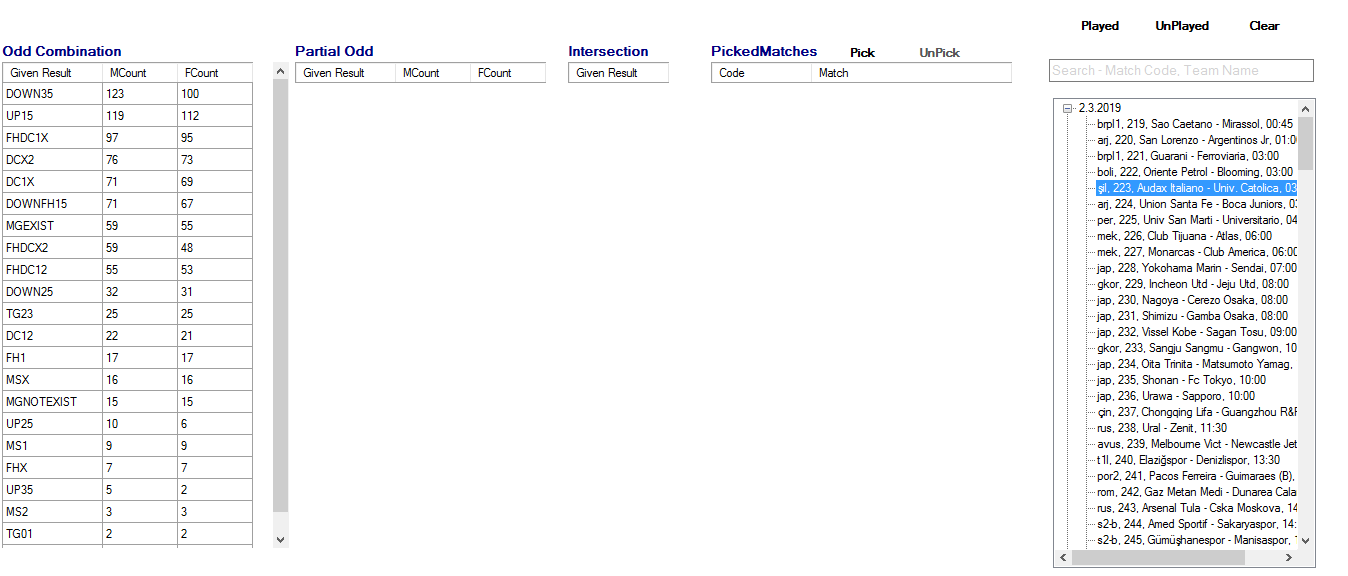 Played UnPlayed Clear
Odd Combination Partial Odd Intersection PickedMatches Pick UnPick
Given Result MCount FCount Given Result MCount FCount Given Result Code Match
Search - Match Code, Team Name
DOWN35 123 100
UP15 119 112
FHDC1X 97 95
DCX2 76 73
DC1X 71 69
DOWNFH15 71 67
MGEXIST 59 55
FHDCX2 59 48
FHDC12 55 53
DOWN25 32 31
TG23 25 25
DC12 22 21
FH1 17 17
MSX 16 16
MGNOTEXIST 15 15
UP25 10 6
MS1 9 9
FHX 7 7
UP35 5 2
MS2 3 3
TG01 2 2
2.3.2019
brpl1, 219, Sao Caetano - Mirassol, 00:45
arj, 220, San Lorenzo - Argentinos Jr, 01:00
brpl1, 221, Guarani - Ferroviaria, 03:00
boli, 222, Oriente Petrol - Blooming, 03:00
şil, 223, Audax Italiano - Univ. Catolica, 03
arj, 224, Union Santa Fe - Boca Juniors, 03
per, 225, Univ San Marti - Universitario, 04
mek, 226, Club Tijuana - Atlas, 06:00
mek, 227, Monarcas - Club America, 06:00
jap, 228, Yokohama Marin - Sendai, 07:00
gkor, 229, Incheon Utd - Jeju Utd, 08:00
jap, 230, Nagoya - Cerezo Osaka, 08:00
jap, 231, Shimizu - Gamba Osaka, 08:00
jap, 232, Vissel Kobe - Sagan Tosu, 09:00
gkor, 233, Sangju Sangmu - Gangwon, 10
jap, 234, Oita Trinita - Matsumoto Yamag,
jap, 235, Shonan - Fc Tokyo, 10:00
jap, 236, Urawa - Sapporo, 10:00
çin, 237, Chongqing Lifa - Guangzhou R&F
rus, 238, Ural - Zenit, 11:30
avus, 239, Melbourne Vict - Newcastle Jet
t1l, 240, Elazığspor - Denizlispor, 13:30
por2, 241, Pacos Ferreira - Guimaraes (B),
rom, 242, Gaz Metan Medi - Dunarea Cala
rus, 243, Arsenal Tula - Cska Moskova, 14
s2-b, 244, Amed Sportif - Sakaryaspor, 14:
s2-b, 245, Gümüşhanespor - Manisaspor,